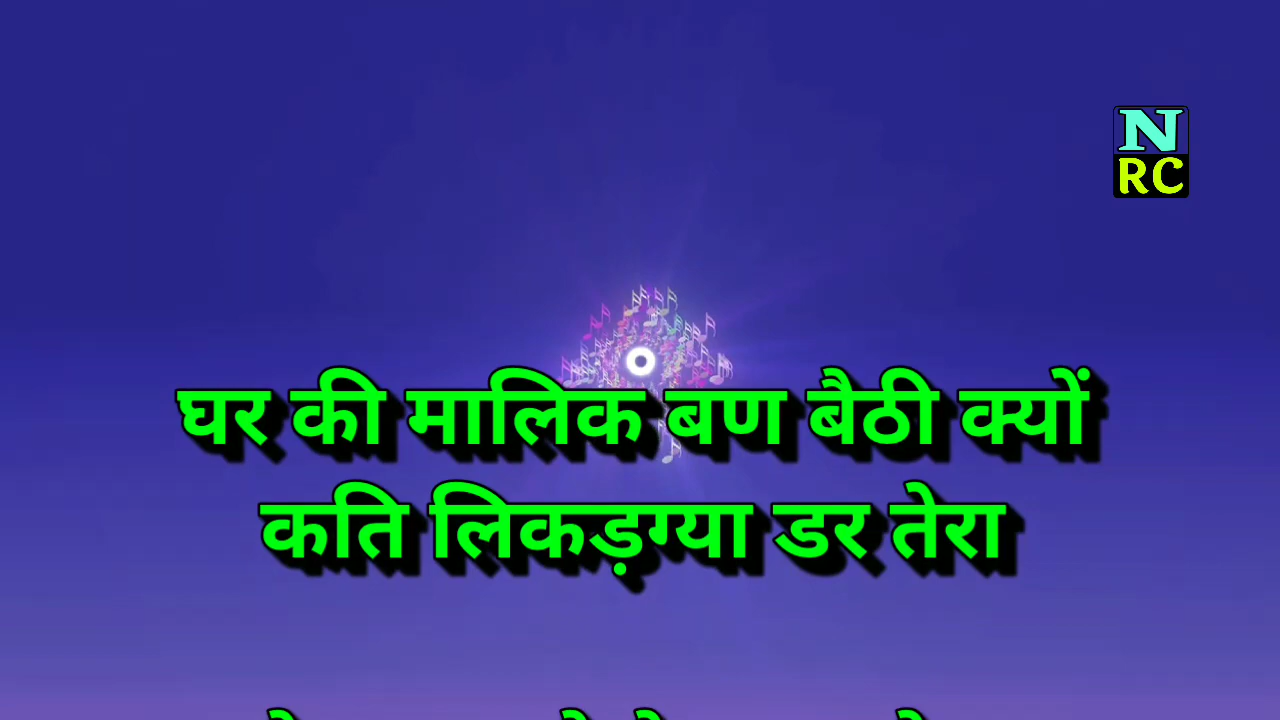 N
RC
घर की मालिक बण बैठी क्यों
कति लिकड़ग्या डर तेरा